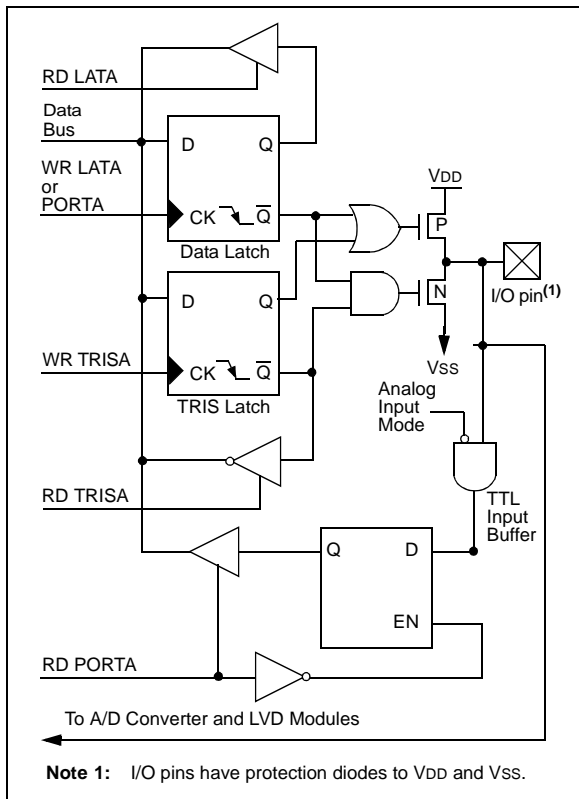 RD LATA
Data
Bus
D Q
WR LATA
or
PORTA
CK Q
Data Latch
VDD
P
N
I/O pin(1)
D Q
WR TRISA
CK Q
TRIS Latch
VSS
Analog
Input
Mode
RD TRISA
TTL
Input
Buffer
Q D
EN
RD PORTA
To A/D Converter and LVD Modules
Note 1: I/O pins have protection diodes to VDD and VSS.